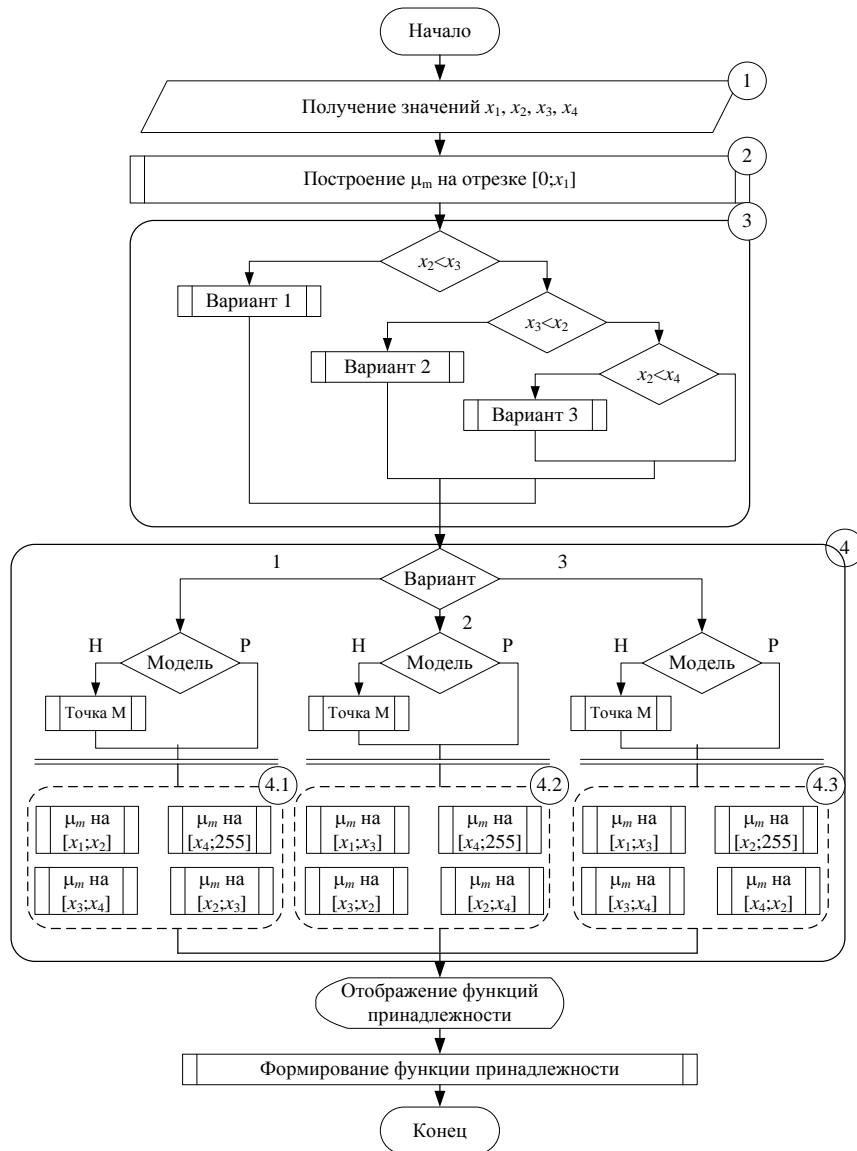 Начало
1
Получение значений x₁, x₂, x₃, x₄
2
Построение μₘ на отрезке [0;x₁]
3
x₂<x₃
Вариант 1
x₃<x₂
Вариант 2
x₂<x₄
Вариант 3
4
1
Вариант
3
2
Н
Модель
Р
Точка М
Н
Модель
Р
Точка М
Н
Модель
Р
Точка М
4.1
μₘ на
[x₁;x₂]
μₘ на
[x₄;255]
μₘ на
[x₃;x₄]
μₘ на
[x₂;x₃]
4.2
μₘ на
[x₁;x₃]
μₘ на
[x₄;255]
μₘ на
[x₃;x₂]
μₘ на
[x₂;x₄]
4.3
μₘ на
[x₁;x₃]
μₘ на
[x₂;255]
μₘ на
[x₃;x₄]
μₘ на
[x₄;x₂]
Отображение функций
принадлежности
Формирование функции принадлежности
Конец